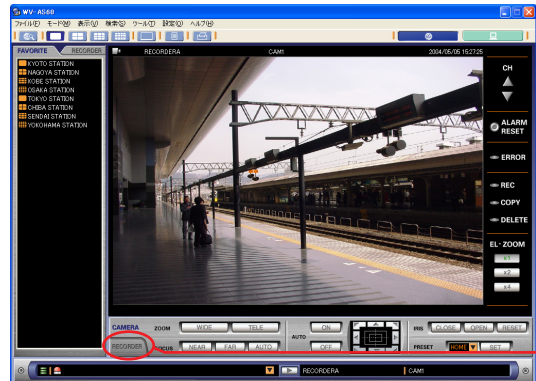 WV-AS68
ファイル(F) モード(M) 表示(V) 検索(S) ツール(T) 設定(O) ヘルプ(H)
FAVORITE RECORDER
KYOTO STATION
NAGOYA STATION
KOBE STATION
OSAKA STATION
TOKYO STATION
CHIBA STATION
SENDAI STATION
YOKOHAMA STATION
RECORDERA CAM1 2004/05/05 15:27:25
CH
ALARM
RESET
ERROR
REC
COPY
DELETE
EL-ZOOM
x1
x2
x4
CAMERA ZOOM WIDE TELE AUTO ON IRIS CLOSE OPEN RESET
RECORDER FOCUS NEAR FAR AUTO OFF PRESET HOME SET
RECORDERA CAM1